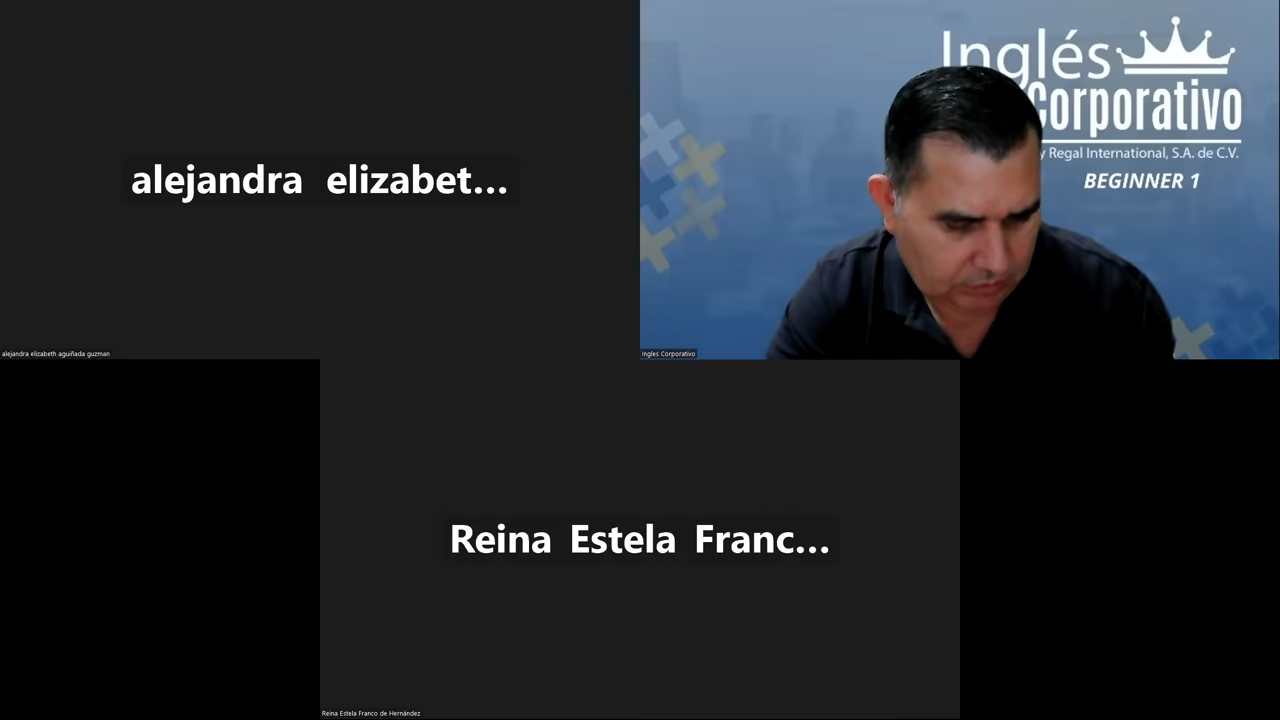 alejandra elizabet...
alejandra elizabeth aguiñada guzman
Inglés
Corporativo
y Regal International, S.A. de C.V.
BEGINNER 1
Ingles Corporativo
Reina Estela Franc...
Reina Estela Franco de Hernández